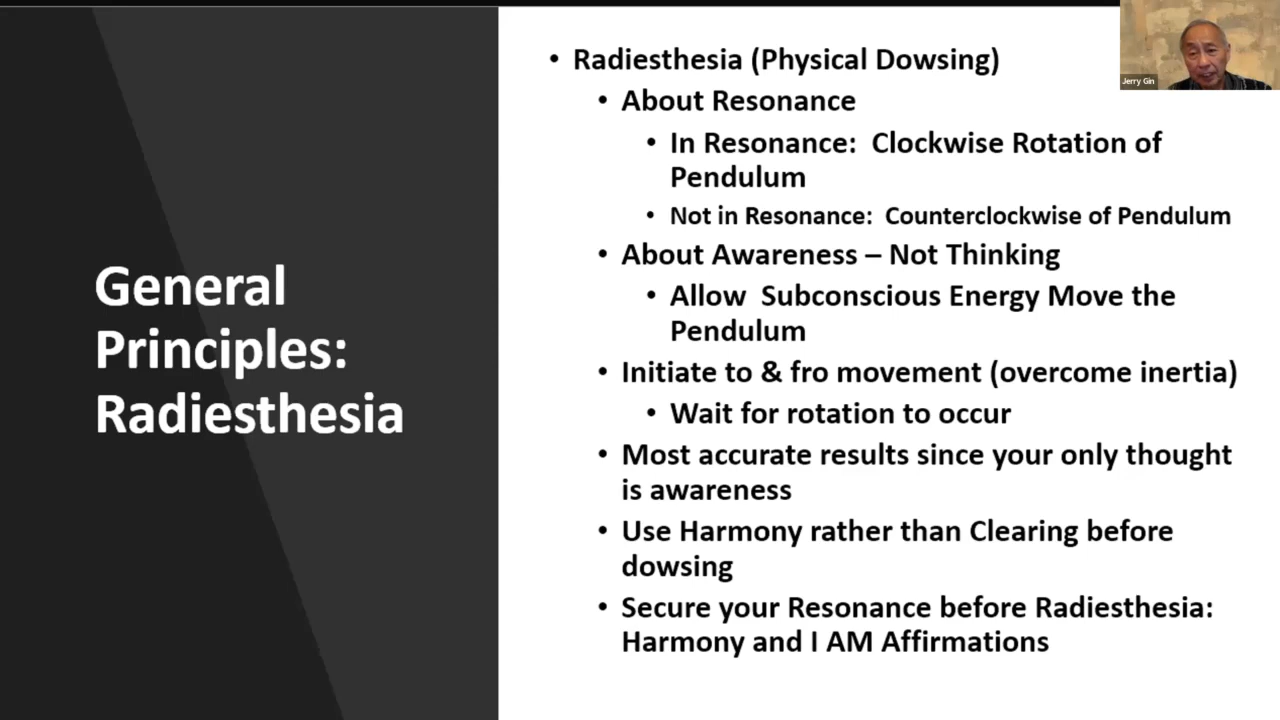 General
Principles:
Radiesthesia
• Radiesthesia (Physical Dowsing)
• About Resonance
• In Resonance:  Clockwise Rotation of
Pendulum
• Not in Resonance:  Counterclockwise of Pendulum
• About Awareness – Not Thinking
• Allow  Subconscious Energy Move the
Pendulum
• Initiate to & fro movement (overcome inertia)
• Wait for rotation to occur
• Most accurate results since your only thought
is awareness
• Use Harmony rather than Clearing before
dowsing
• Secure your Resonance before Radiesthesia:
Harmony and I AM Affirmations
Jerry Gin